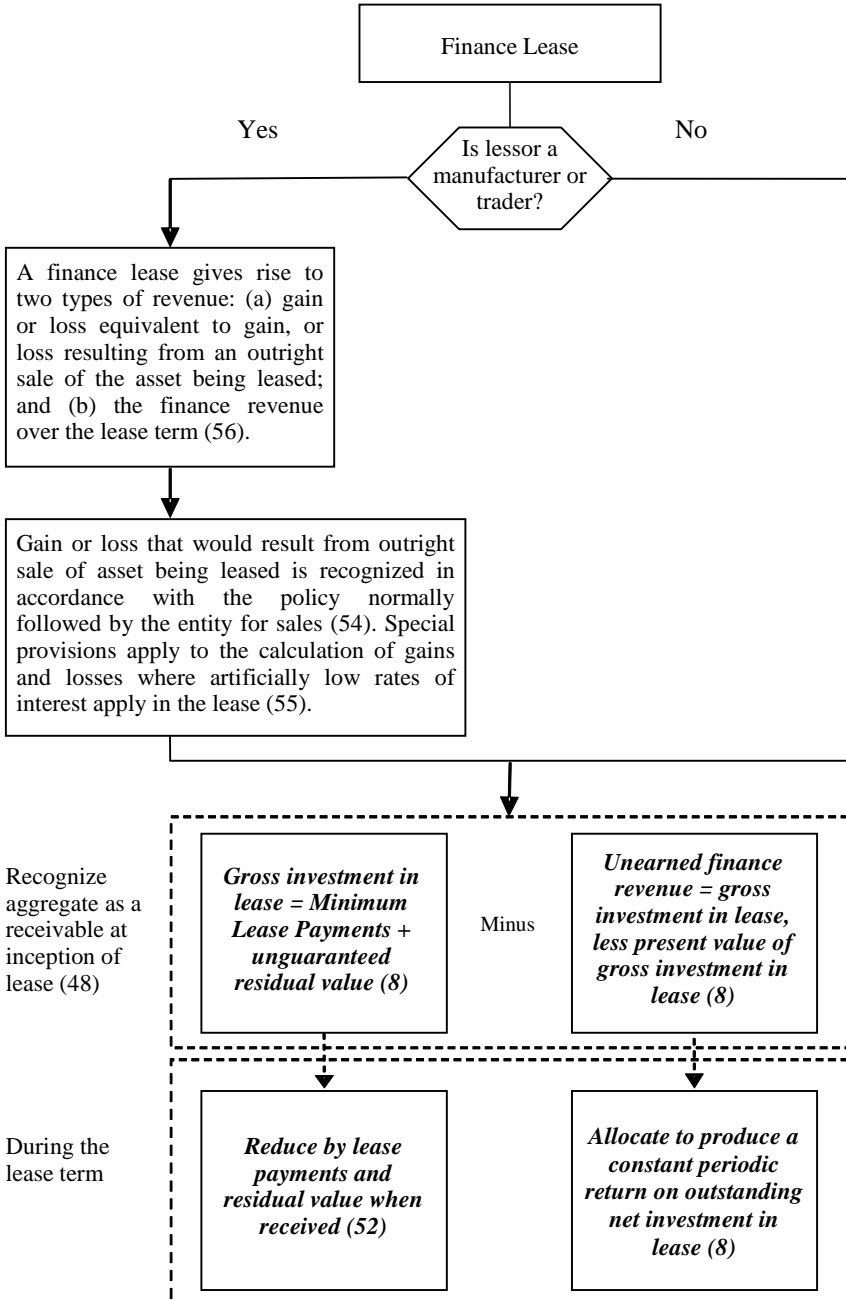 Finance Lease
Yes
No
Is lessor a
manufacturer or
trader?
A finance lease gives rise to
two types of revenue: (a) gain
or loss equivalent to gain, or
loss resulting from an outright
sale of the asset being leased;
and (b) the finance revenue
over the lease term (56).
Gain or loss that would result from outright
sale of asset being leased is recognized in
accordance with the policy normally
followed by the entity for sales (54). Special
provisions apply to the calculation of gains
and losses where artificially low rates of
interest apply in the lease (55).
Recognize
aggregate as a
receivable at
inception of
lease (48)
Gross investment in
lease = Minimum
Lease Payments +
unguaranteed
residual value (8)
Minus
Unearned finance
revenue = gross
investment in lease,
less present value of
gross investment in
lease (8)
During the
lease term
Reduce by lease
payments and
residual value when
received (52)
Allocate to produce a
constant periodic
return on outstanding
net investment in
lease (8)